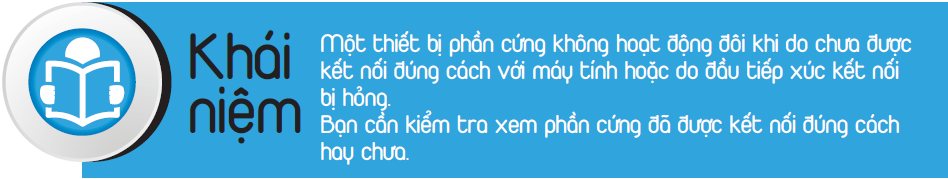 Khái
niệm
Một thiết bị phần cứng không hoạt động đôi khi do chưa được
kết nối đúng cách với máy tính hoặc do đầu tiếp xúc kết nối
bị hỏng.
Bạn cần kiểm tra xem phần cứng đã được kết nối đúng cách
hay chưa.